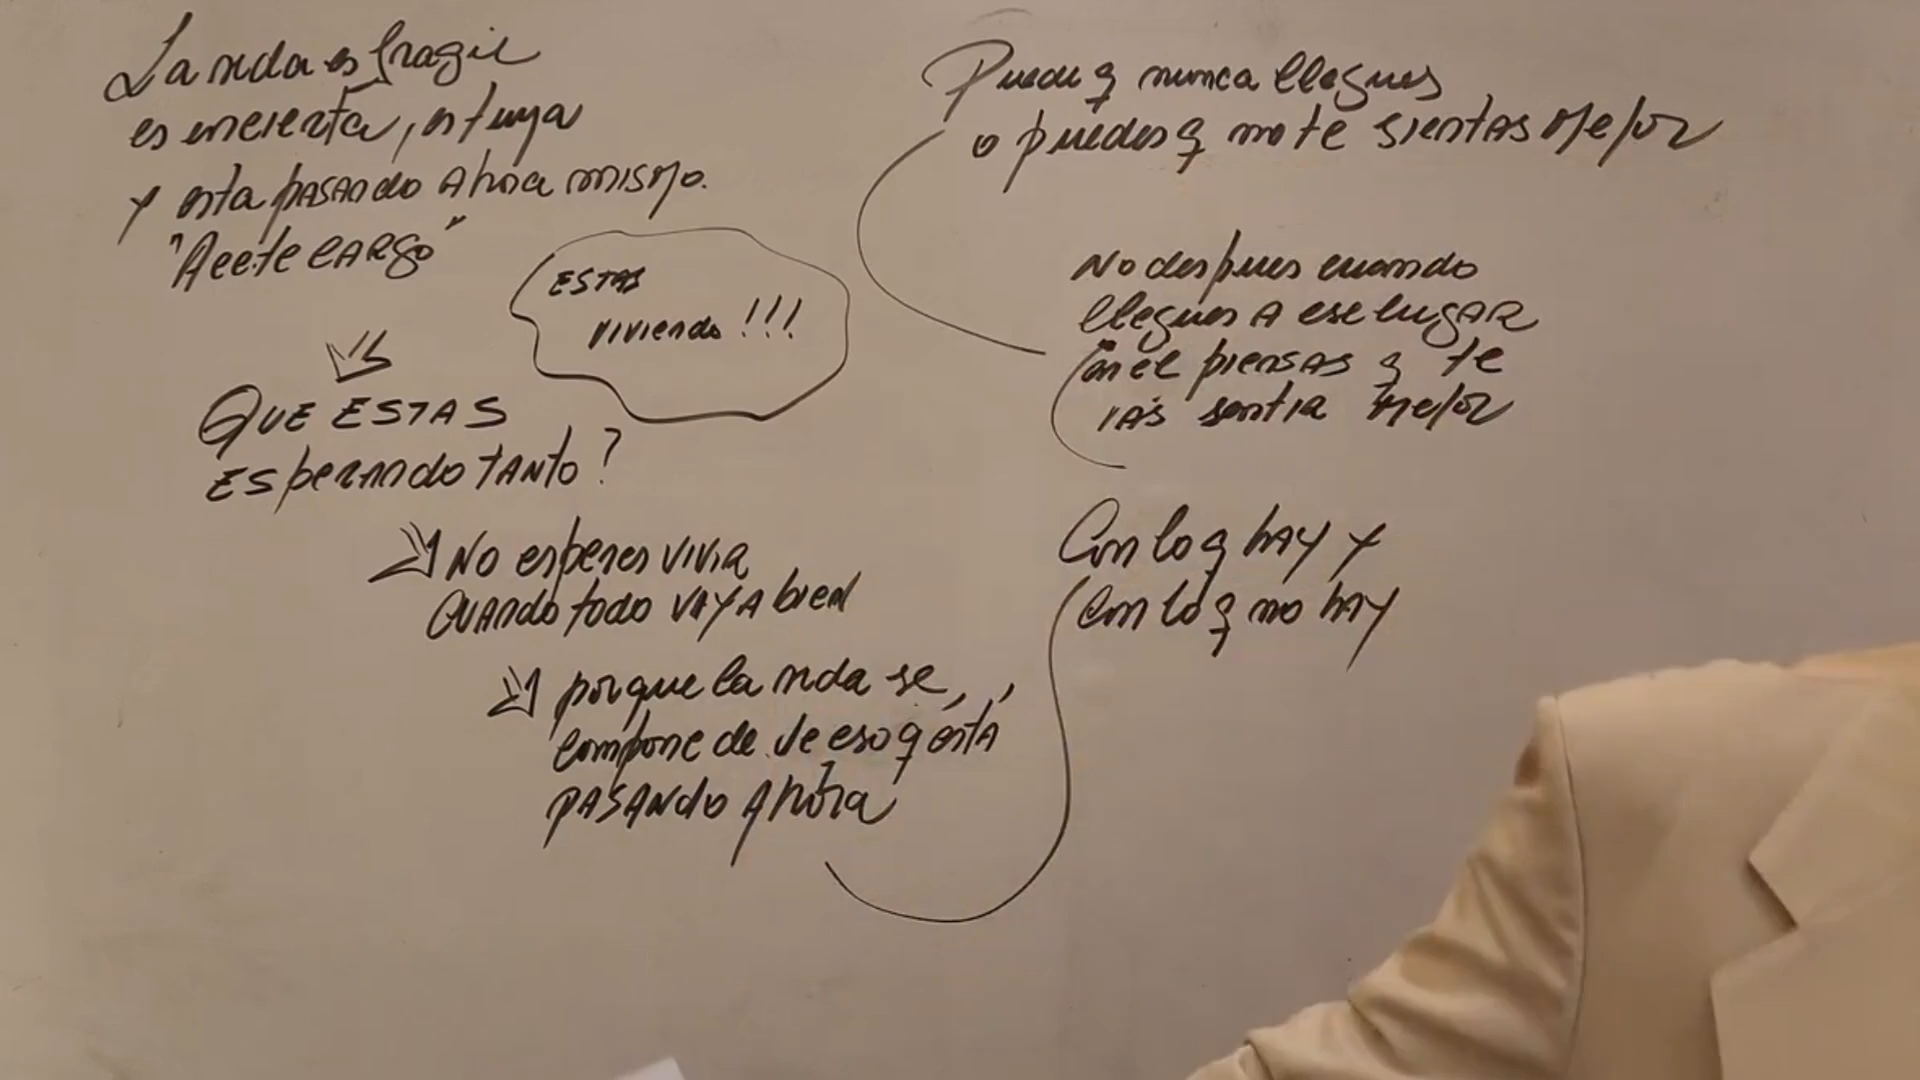 La vida es fragil
es incierta, es tuya
y esta pasando ahora mismo.
"Acete cargo"
ESTAS
viviendo !!!
QUE ESTAS
ESperando tanto?
No esperes vivir
cuando todo vaya bien
porque la vida se
compone de de eso q está
pasando ahora
Con lo q hay y
con lo q no hay
No despues cuando
llegues a ese lugar
en el piensas q te
vas sentir mejor
Puede q nunca llegues
o puedes q no te sientas mejor